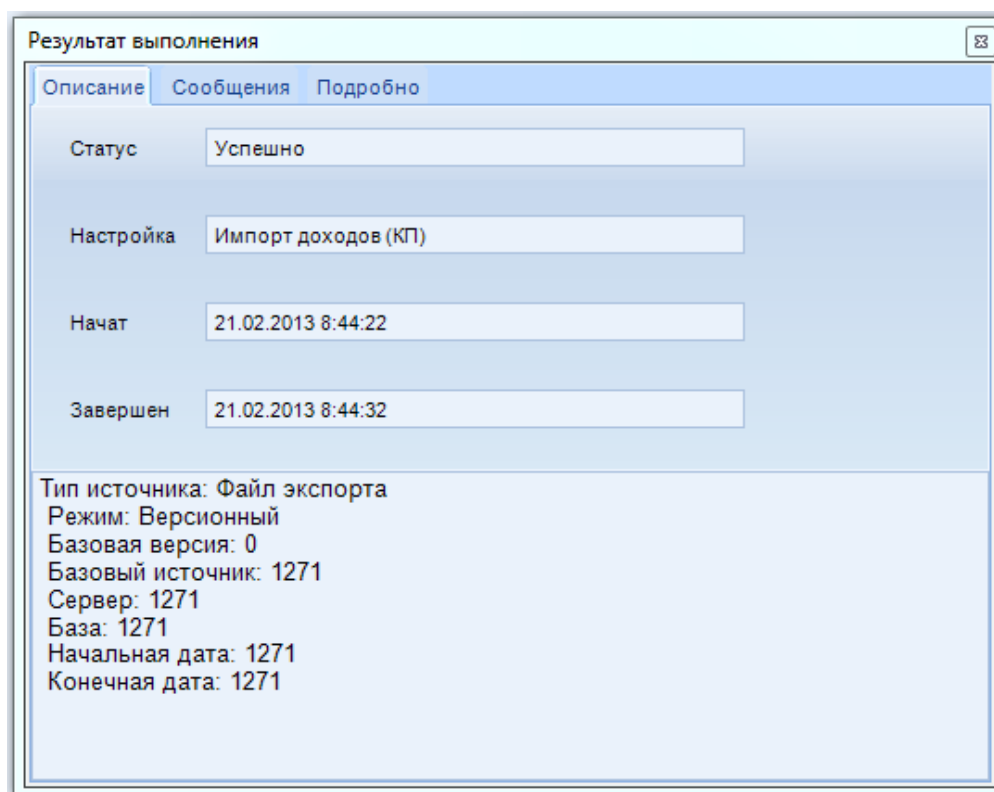 Результат выполнения
Описание Сообщения Подробно
Статус Успешно
Настройка Импорт доходов (КП)
Начат 21.02.2013 8:44:22
Завершен 21.02.2013 8:44:32
Тип источника: Файл экспорта
Режим: Версионный
Базовая версия: 0
Базовый источник: 1271
Сервер: 1271
База: 1271
Начальная дата: 1271
Конечная дата: 1271